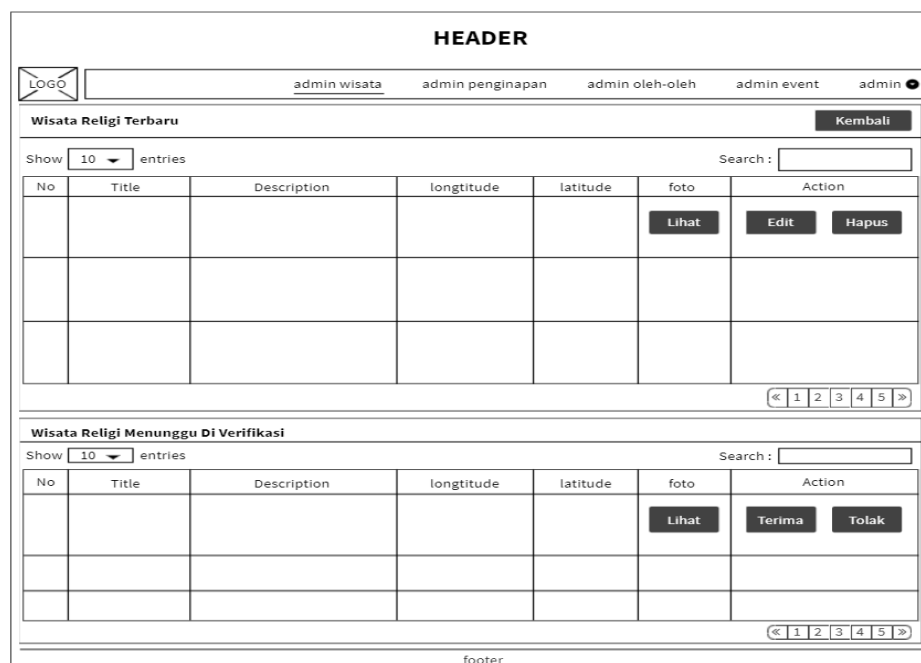 HEADER
LOGO admin wisata admin penginapan admin oleh-oleh admin event admin
Wisata Religi Terbaru Kembali
Show 10 entries Search :
No Title Description longtitude latitude foto Action
Lihat Edit Hapus
« 1 2 3 4 5 »
Wisata Religi Menunggu Di Verifikasi
Show 10 entries Search :
No Title Description longtitude latitude foto Action
Lihat Terima Tolak
« 1 2 3 4 5 »
footer